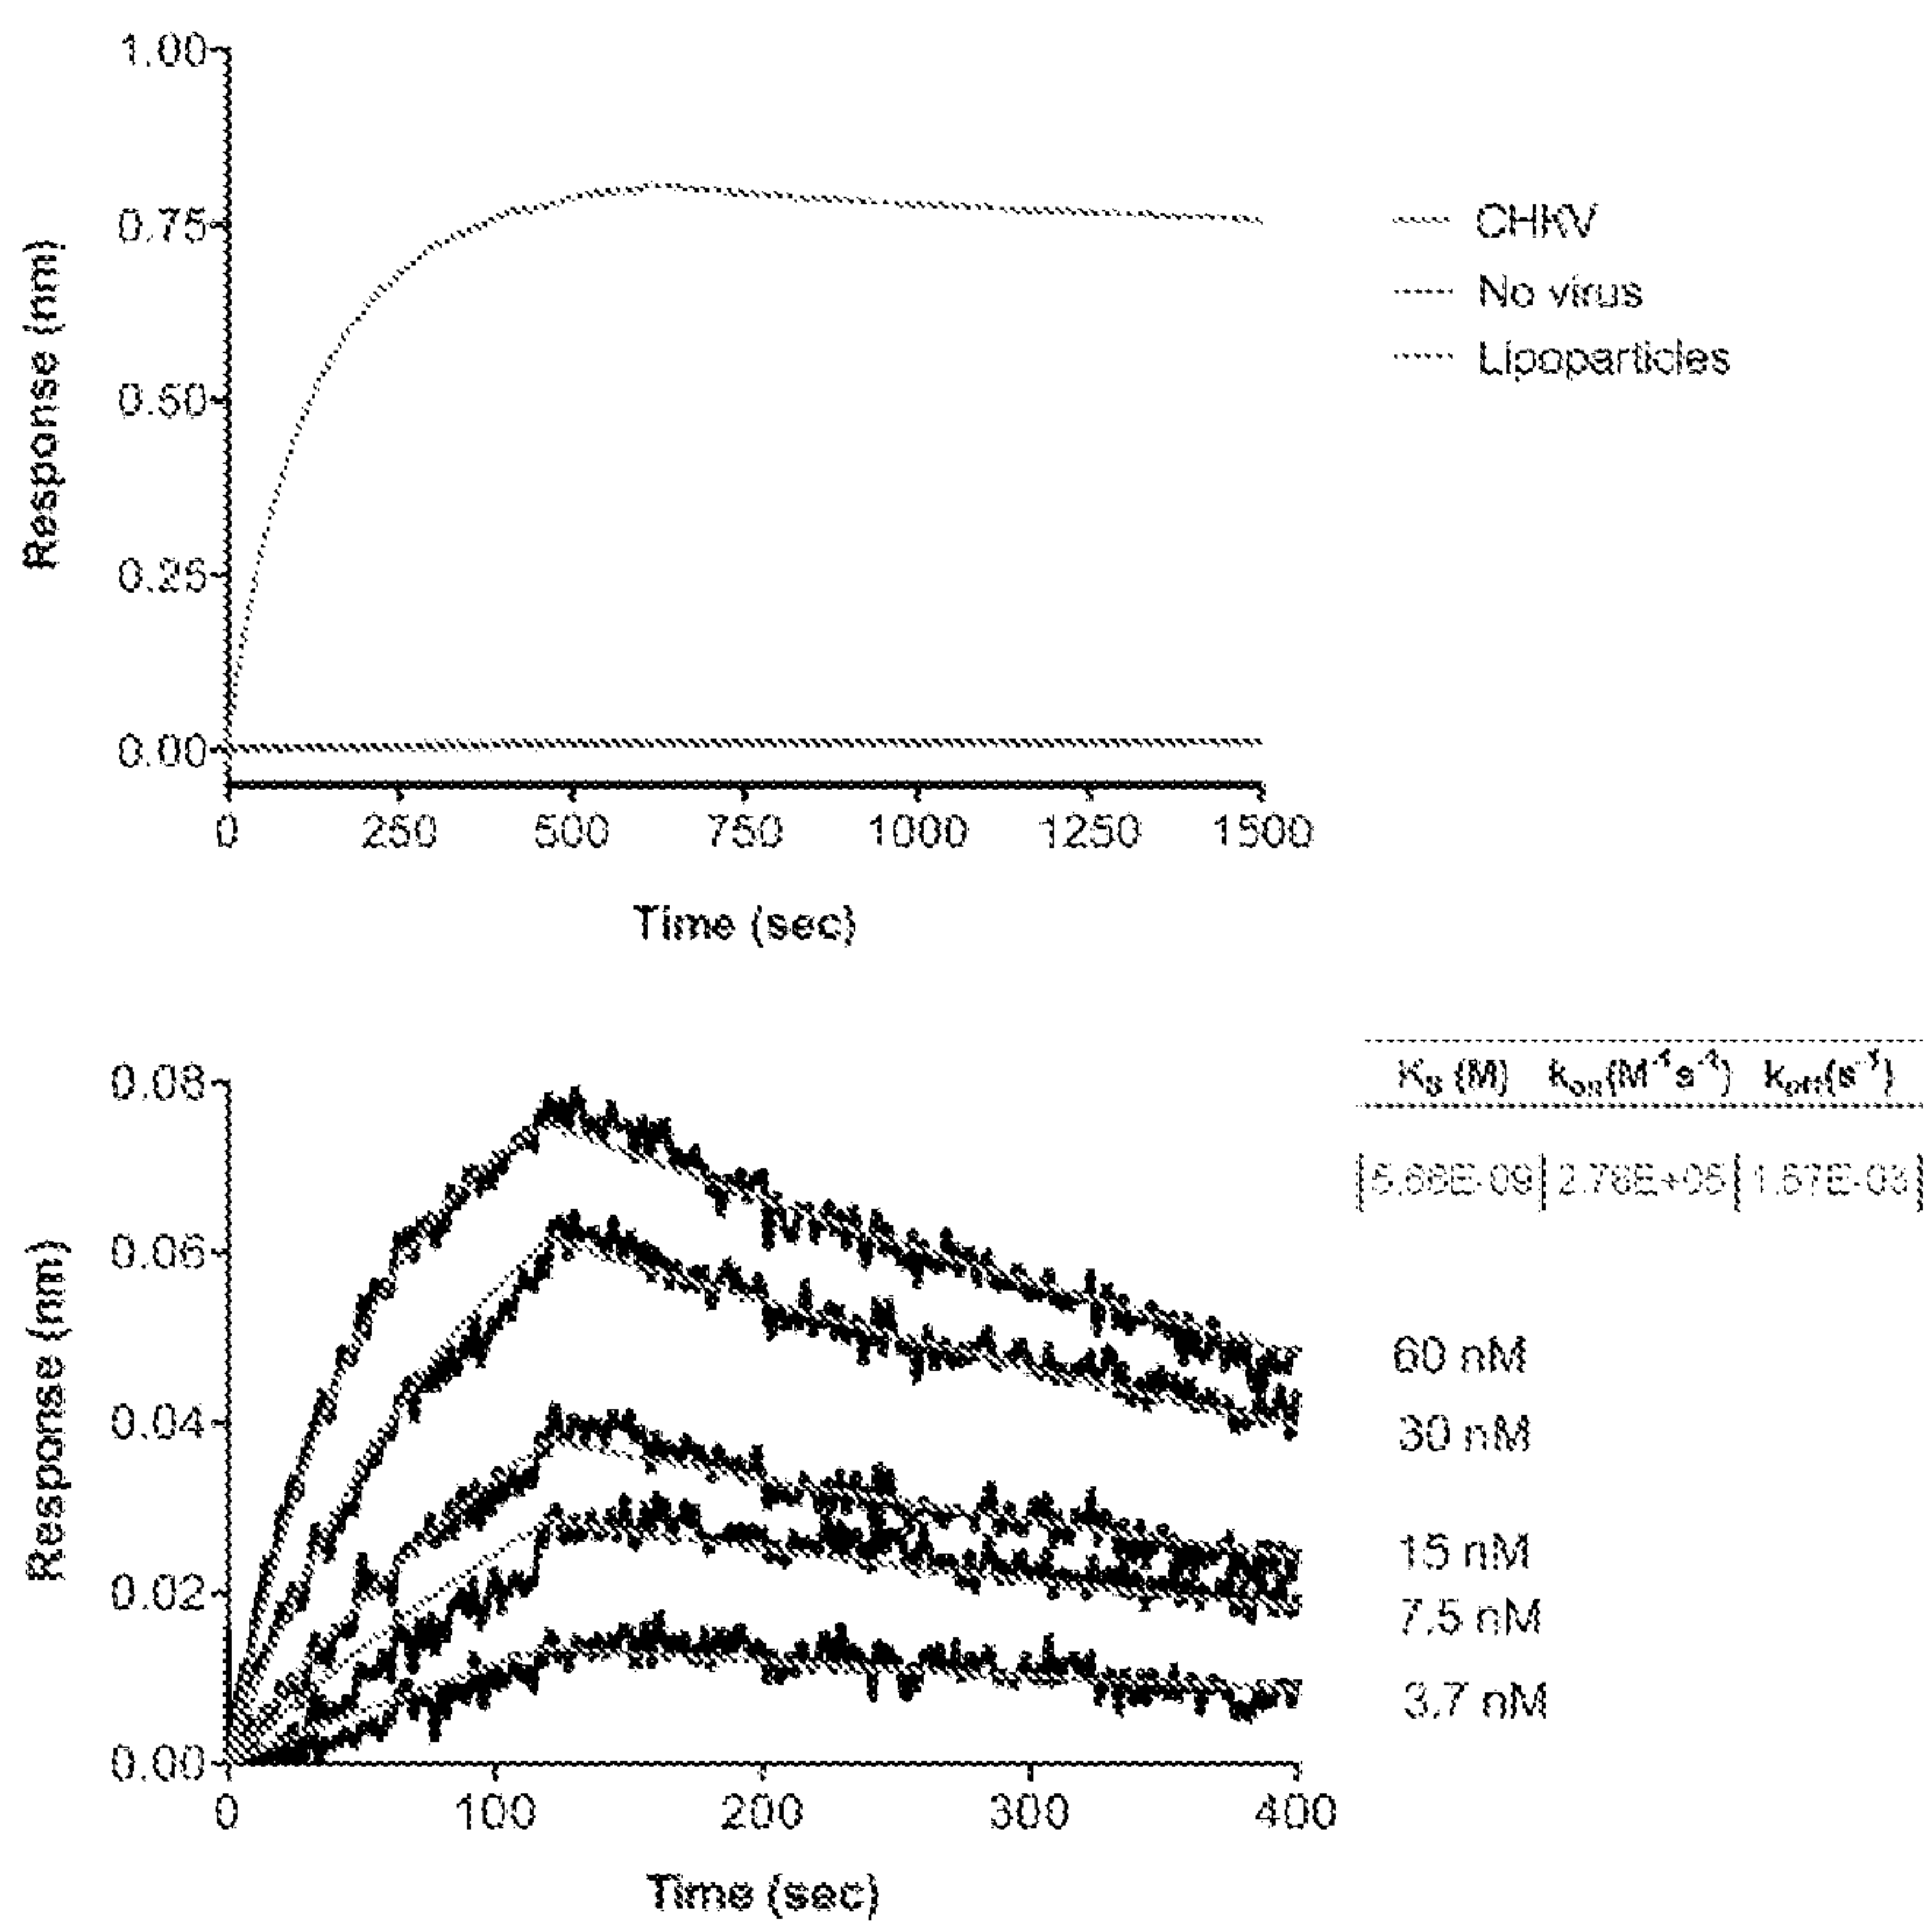 1.00
0.75
0.50
0.25
0.00
Response (nm)
0 250 500 750 1000 1250 1500
Time (sec)
CHIKV
No virus
Lipoparticles
0.08
0.06
0.04
0.02
0.00
Response (nm)
0 100 200 300 400
Time (sec)
(M) kon(M-1s-1) koff(s-1)
60 nM
30 nM
15 nM
7.5 nM
3.7 nM